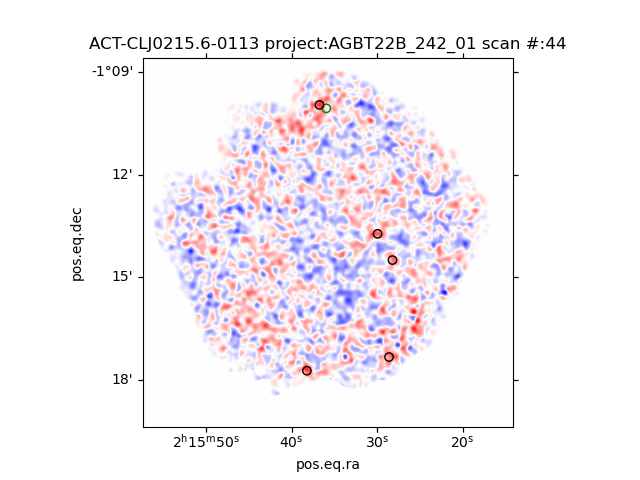 ACT-CLJ0215.6-0113 project:AGBT22B_242_01 scan #:44
-1°09'
12'
15'
18'
pos.eq.dec
2ʰ15ᵐ50ˢ 40ˢ 30ˢ 20ˢ
pos.eq.ra